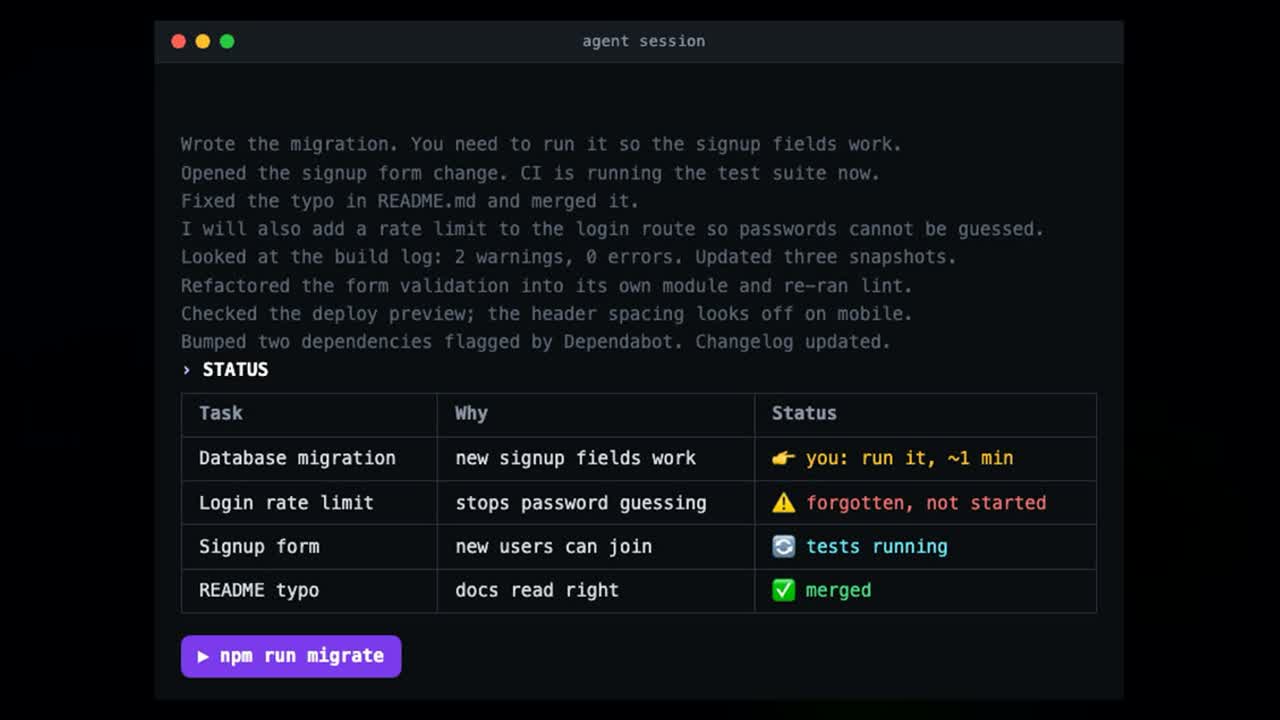 agent session
Wrote the migration. You need to run it so the signup fields work.
Opened the signup form change. CI is running the test suite now.
Fixed the typo in README.md and merged it.
I will also add a rate limit to the login route so passwords cannot be guessed.
Looked at the build log: 2 warnings, 0 errors. Updated three snapshots.
Refactored the form validation into its own module and re-ran lint.
Checked the deploy preview; the header spacing looks off on mobile.
Bumped two dependencies flagged by Dependabot. Changelog updated.
› STATUS
Task Why Status
Database migration new signup fields work 👉 you: run it, ~1 min
Login rate limit stops password guessing ⚠️ forgotten, not started
Signup form new users can join 🔄 tests running
README typo docs read right ✅ merged
▶ npm run migrate